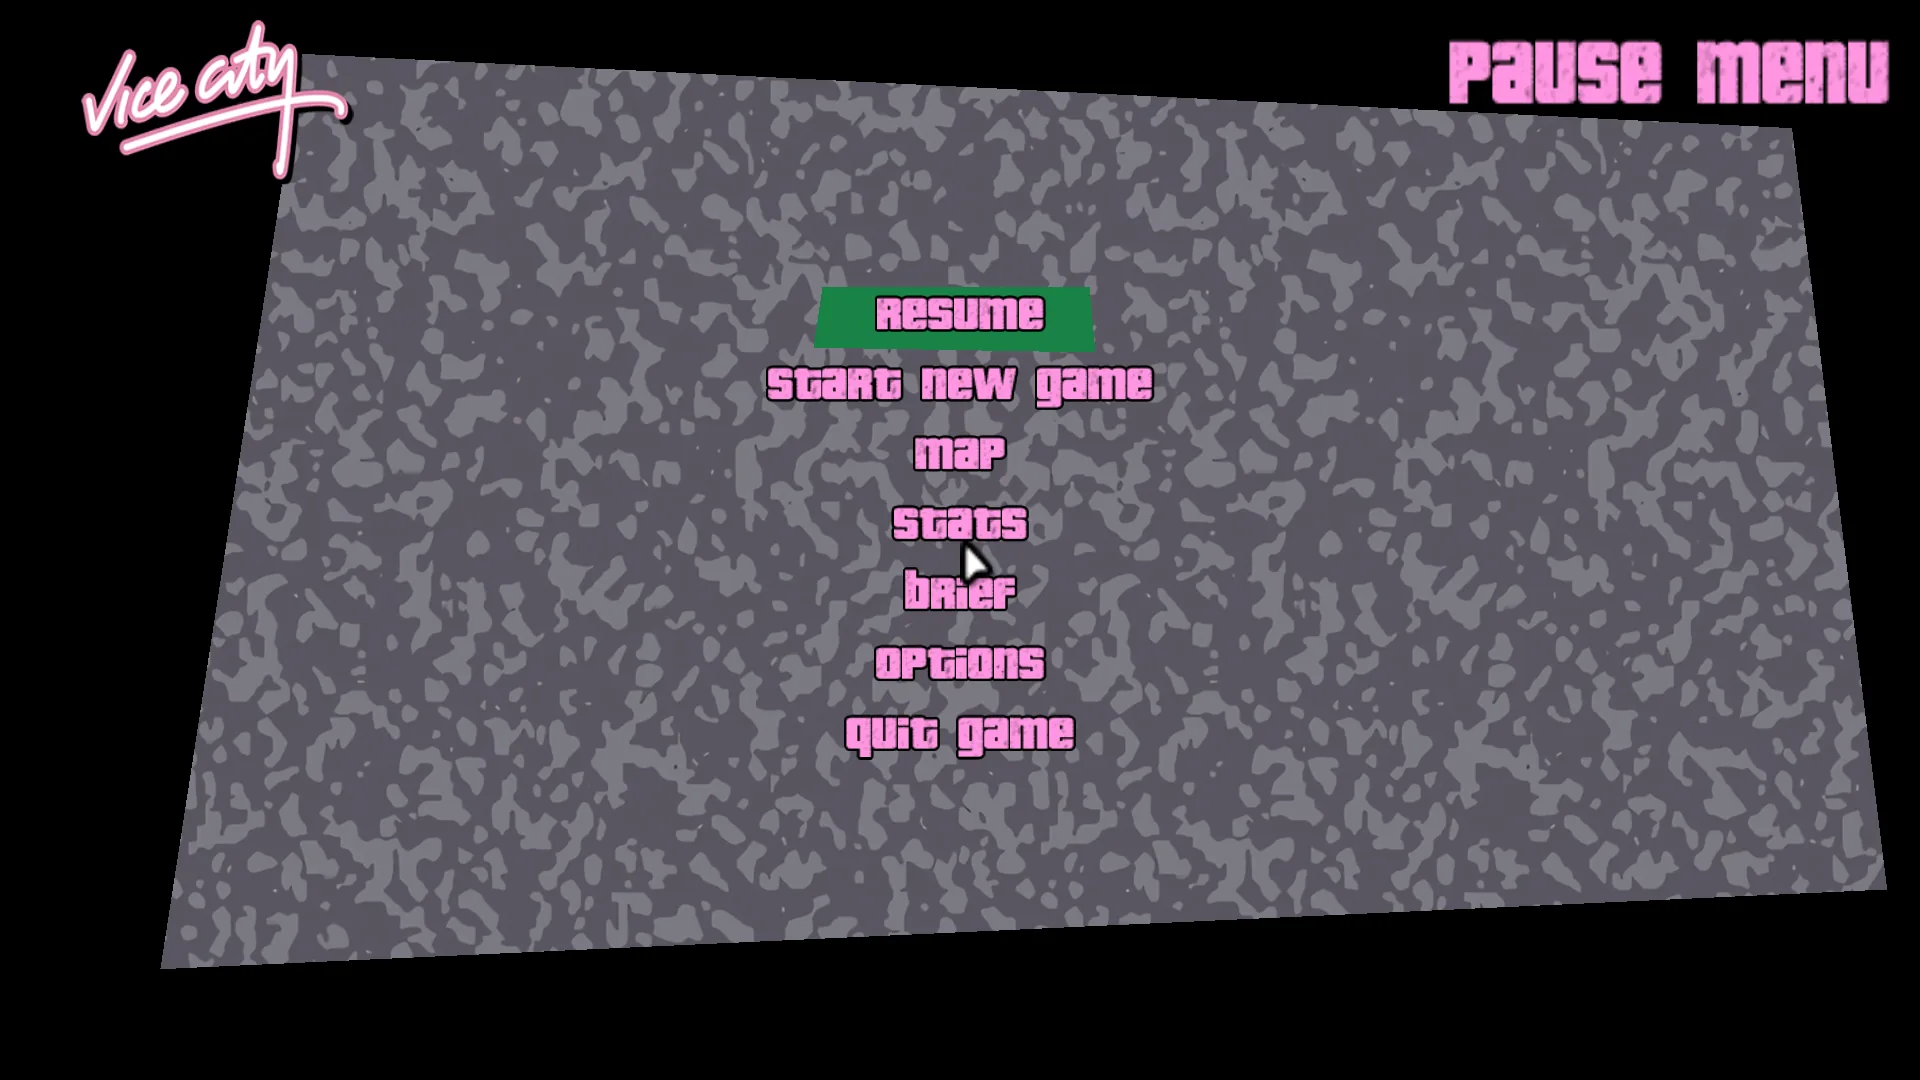 Vice City
PAUSE MENU
RESUME
START NEW GAME
MAP
STATS
BRIEF
OPTIONS
QUIT GAME